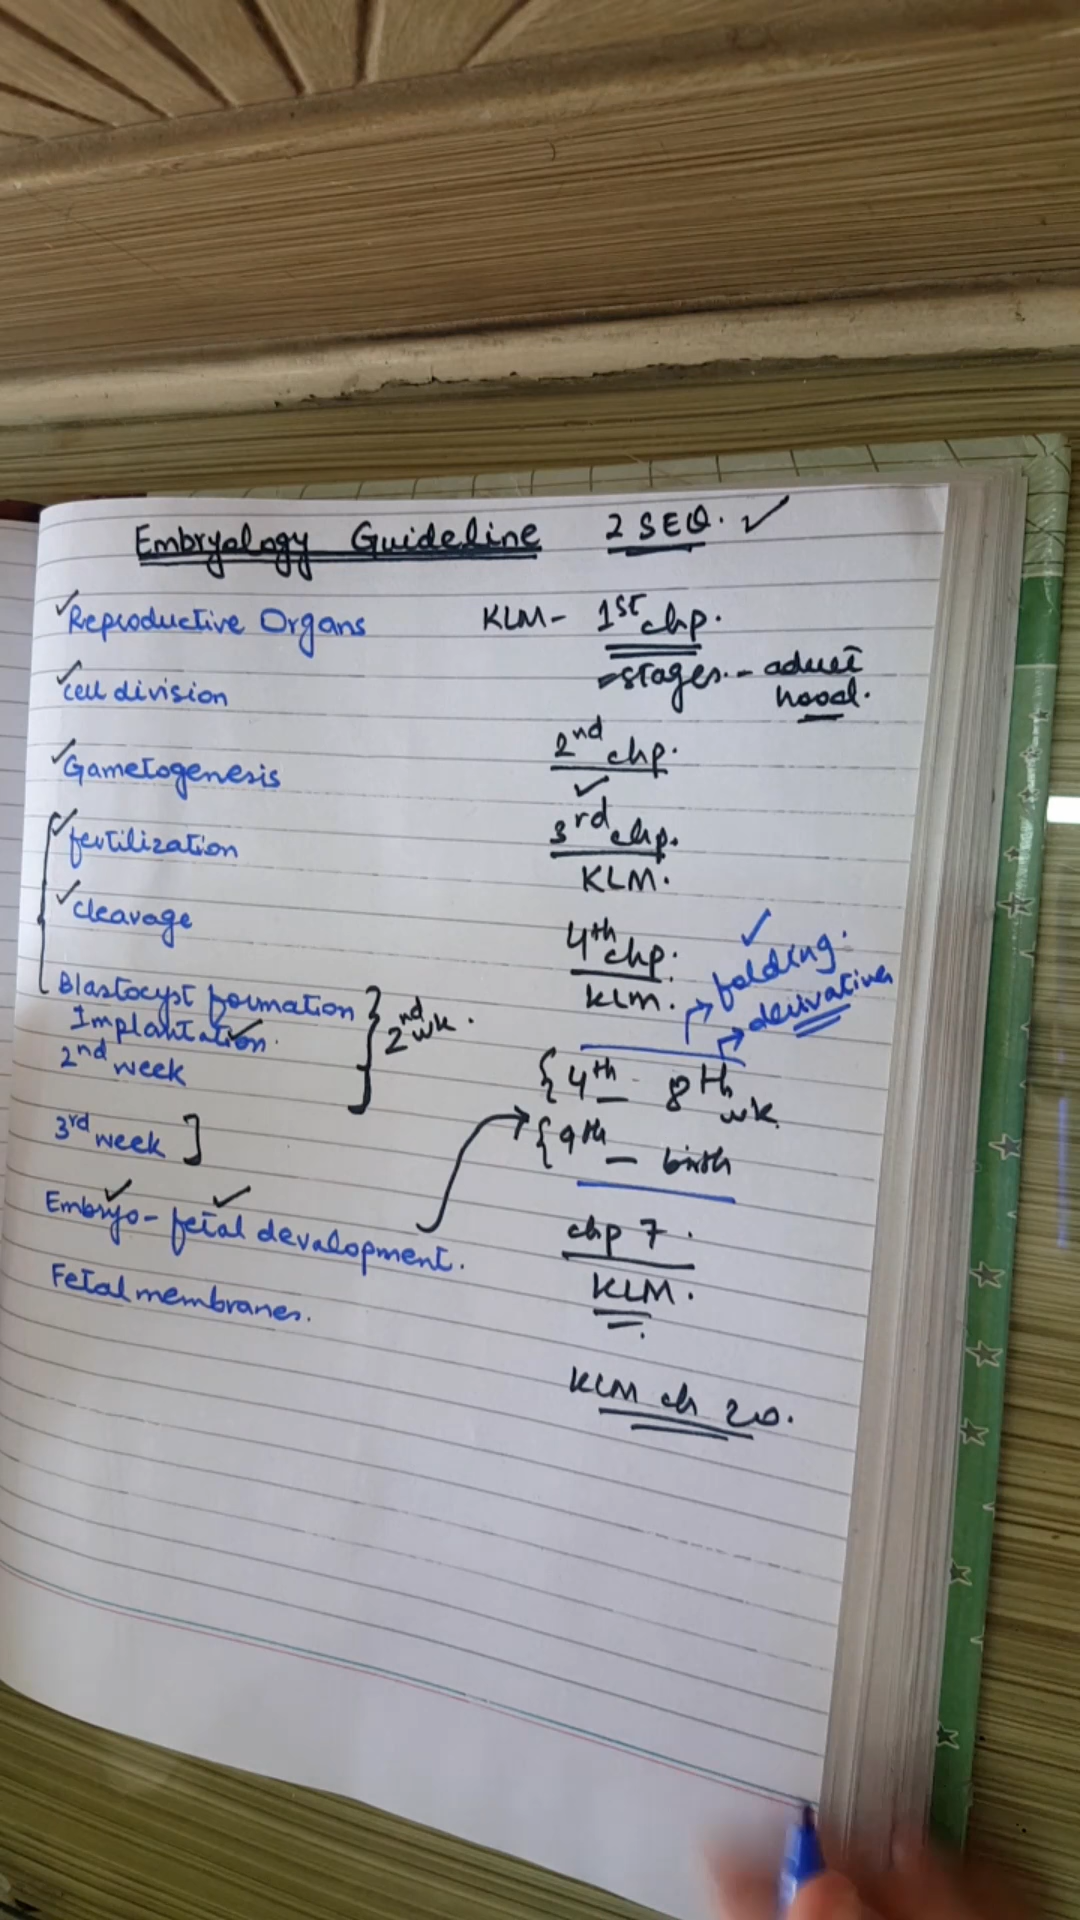 Embryology Guideline 2 SEQ.
Reproductive Organs KLM- 1st chp.
stages. - adult
hood.
cell division
2nd chp.
Gametogenesis
3rd chp.
KLM.
fertilization
cleavage
4th chp.
KLM.
folding.
derivatives
Blastocyst formation
Implantation.
2nd week
2nd wk.
4th - 8th wk
3rd week
9th - birth
Embryo - fetal devalopment.
chp 7.
KLM.
Fetal membranes.
KLM ch 20.